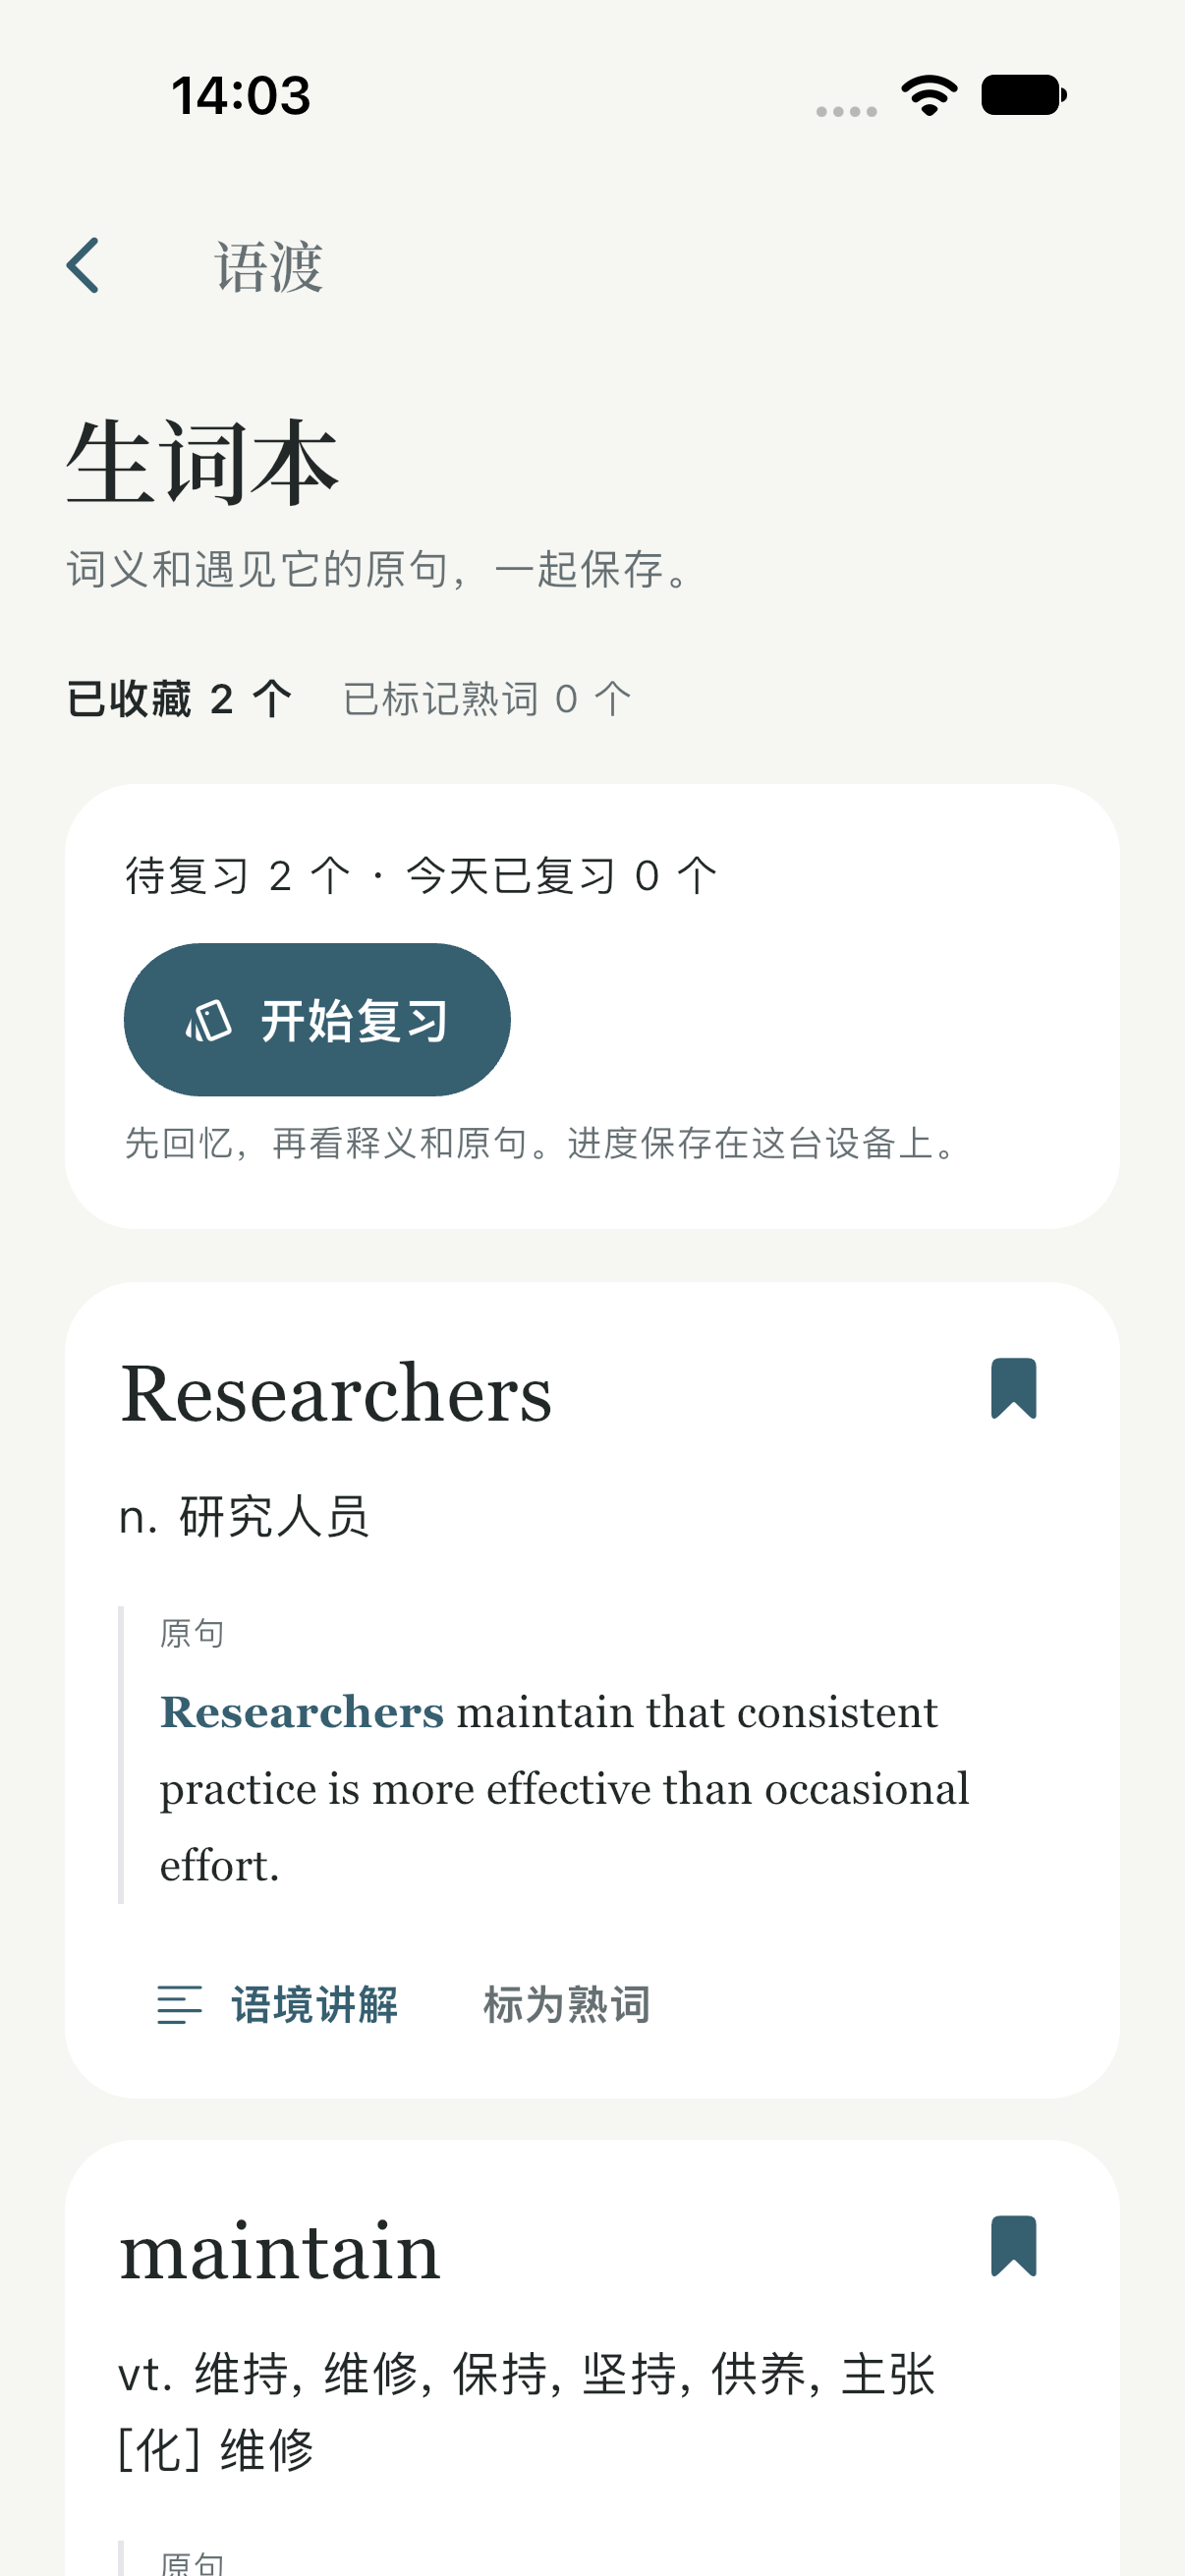 14:03
语渡
生词本
词义和遇见它的原句，一起保存。
已收藏 2 个 已标记熟词 0 个
待复习 2 个 · 今天已复习 0 个
开始复习
先回忆，再看释义和原句。进度保存在这台设备上。
Researchers
n. 研究人员
原句
Researchers maintain that consistent
practice is more effective than occasional
effort.
语境讲解 标为熟词
maintain
vt. 维持, 维修, 保持, 坚持, 供养, 主张
[化] 维修
原句